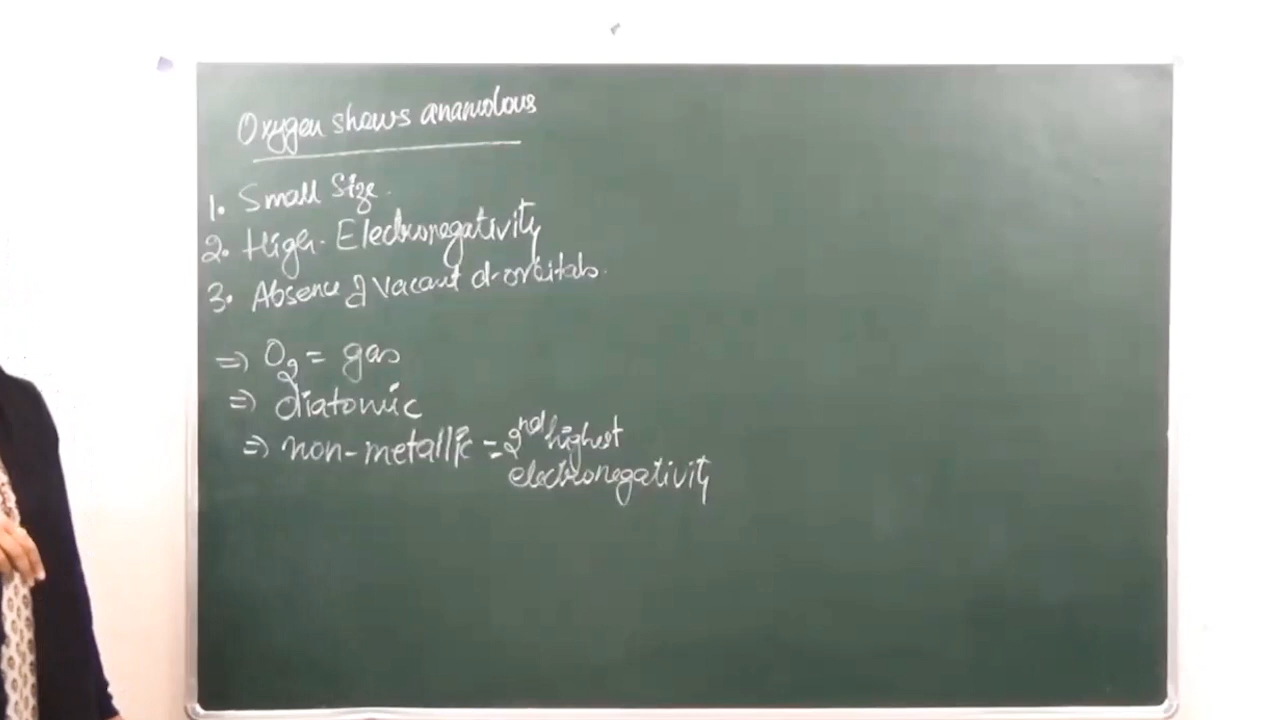 Oxygen shows anamolous
1. Small Size.
2. High. Electronegativity
3. Absence of Vacant d-orbitals.
⇒ O2 = gas
⇒ diatomic
⇒ non-metallic = 2nd highest
electronegativity